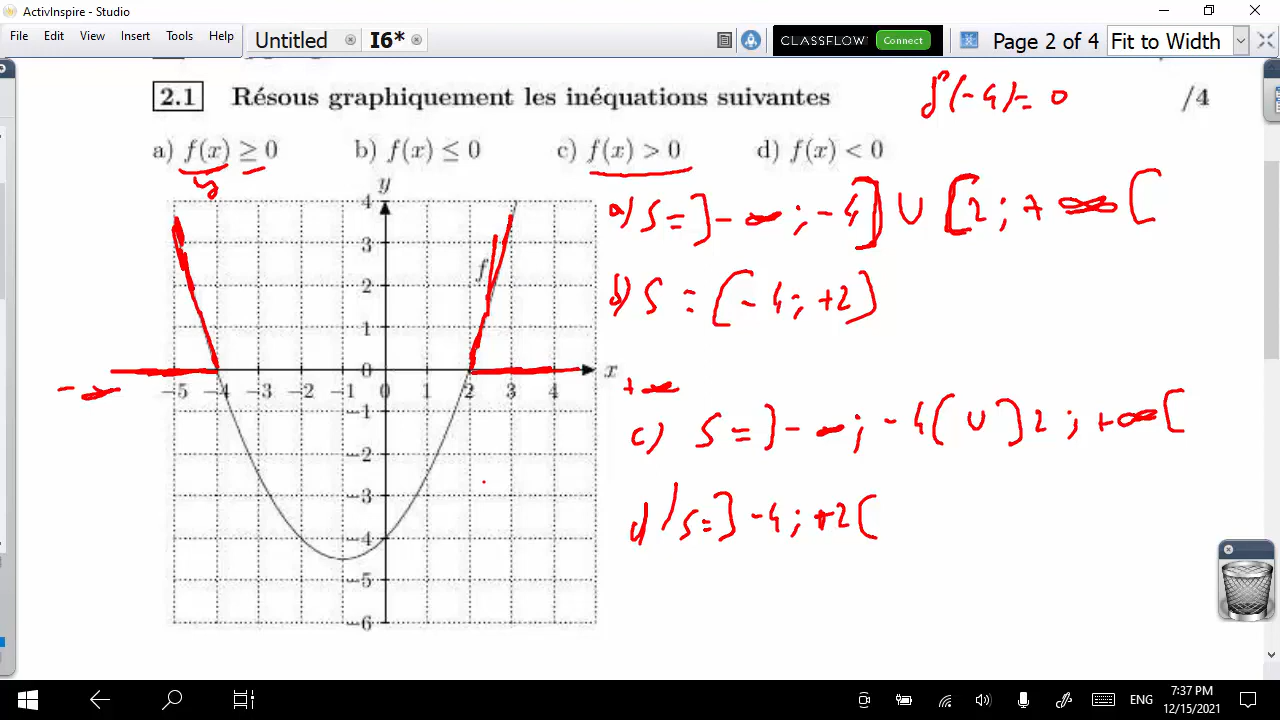 ActivInspire - Studio
File Edit View Insert Tools Help Untitled I6* CLASSFLOW Connect Page 2 of 4 Fit to Width
2.1 Résous graphiquement les inéquations suivantes /4
f(-4)=0
a) f(x) ≥ 0 b) f(x) ≤ 0 c) f(x) > 0 d) f(x) < 0
y
y
a) S = ]-∞; -4] ∪ [2; +∞[
b) S = [-4; +2]
+∞
c) S = ]-∞; -4[ ∪ ]2; +∞[
d) S = ]-4; +2[
4
3
f
2
1
0 x
-5 -4 -3 -2 -1 0 1 2 3 4
-1
-2
-3
-4
-5
-6
ENG 7:37 PM
12/15/2021